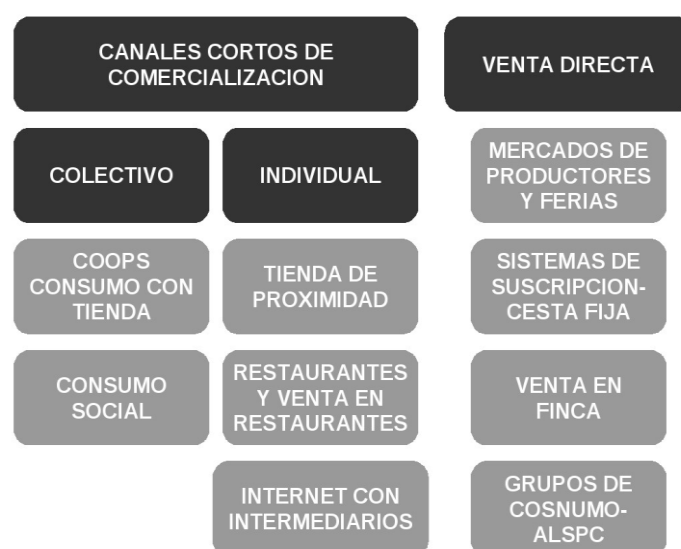 CANALES CORTOS DE
COMERCIALIZACION
VENTA DIRECTA
COLECTIVO
INDIVIDUAL
MERCADOS DE
PRODUCTORES
Y FERIAS
COOPS
CONSUMO CON
TIENDA
TIENDA DE
PROXIMIDAD
SISTEMAS DE
SUSCRIPCION-
CESTA FIJA
CONSUMO
SOCIAL
RESTAURANTES
Y VENTA EN
RESTAURANTES
VENTA EN
FINCA
INTERNET CON
INTERMEDIARIOS
GRUPOS DE
COSNUMO-
ALSPC